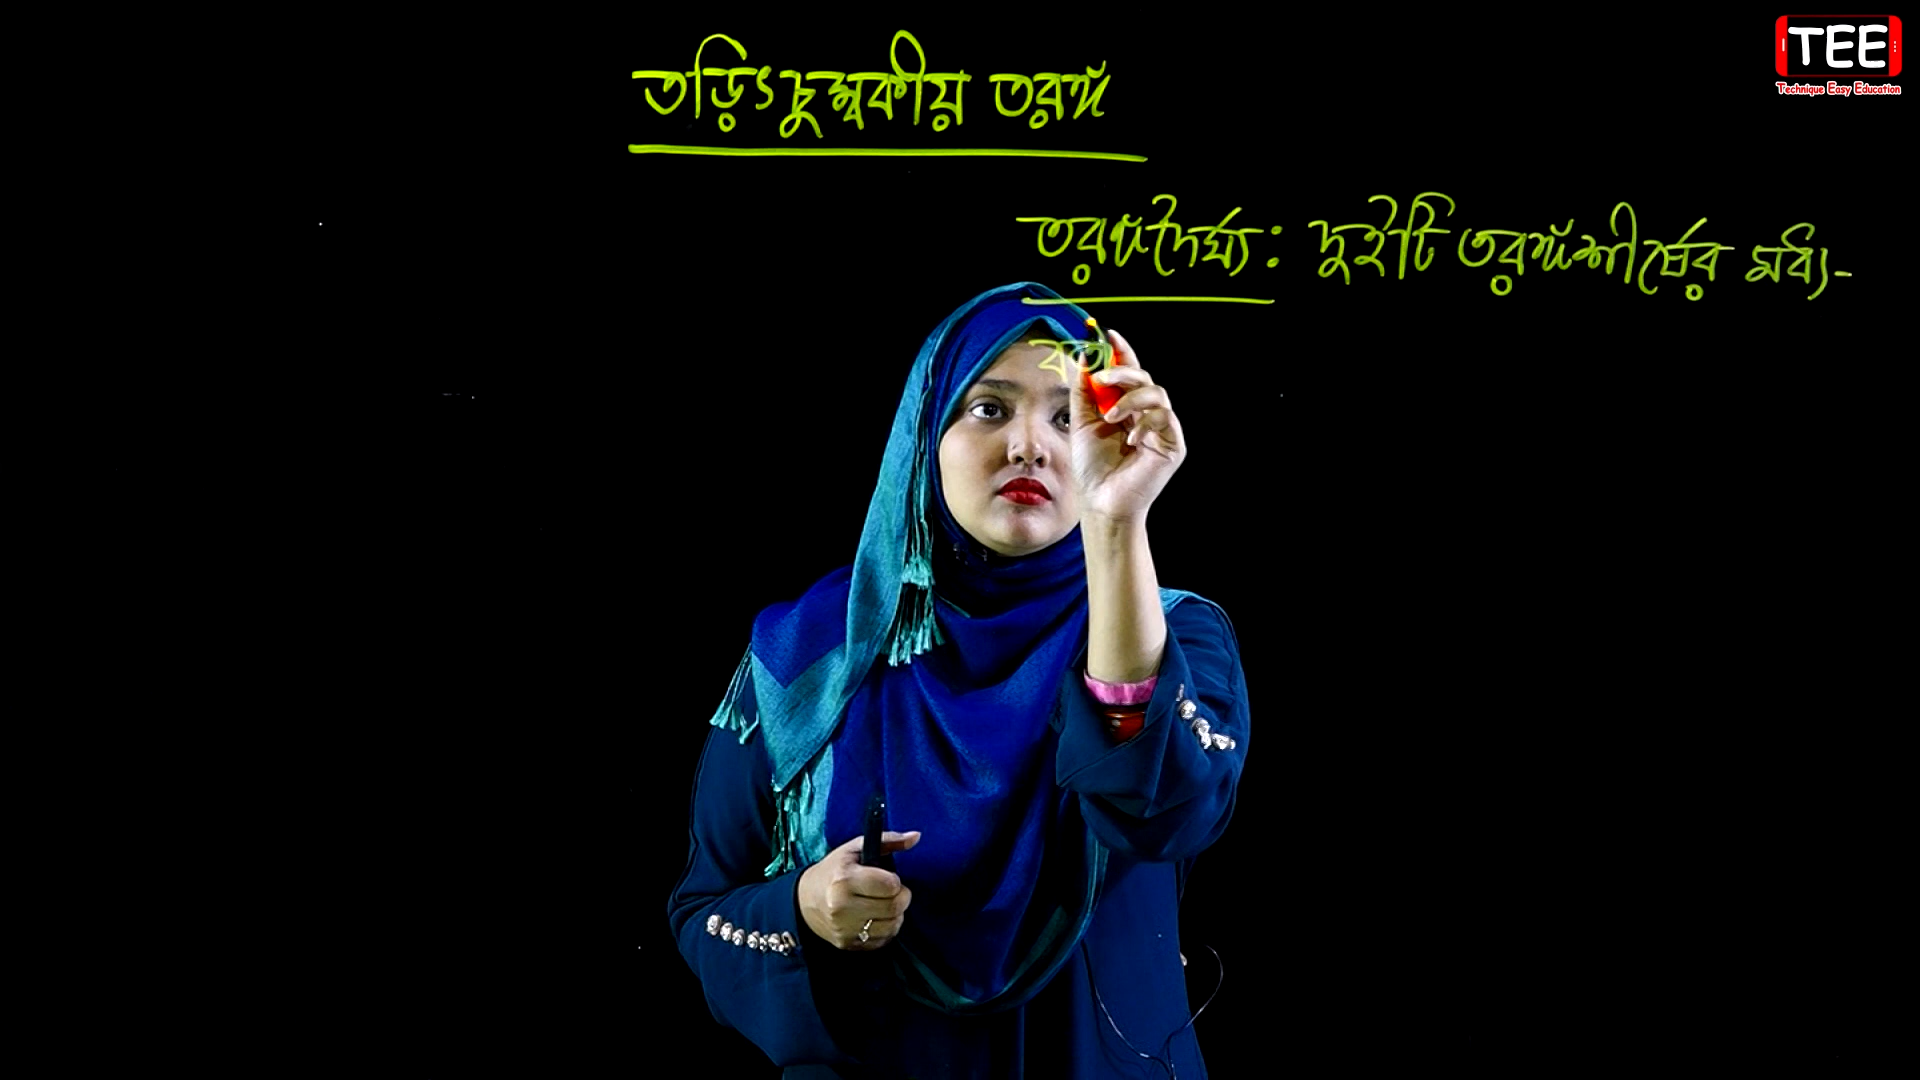 TEE
Technique Easy Education
তড়িৎচুম্বকীয় তরঙ্গ
তরঙ্গদৈর্ঘ্য: দুইটি তরঙ্গশীর্ষের মধ্য-